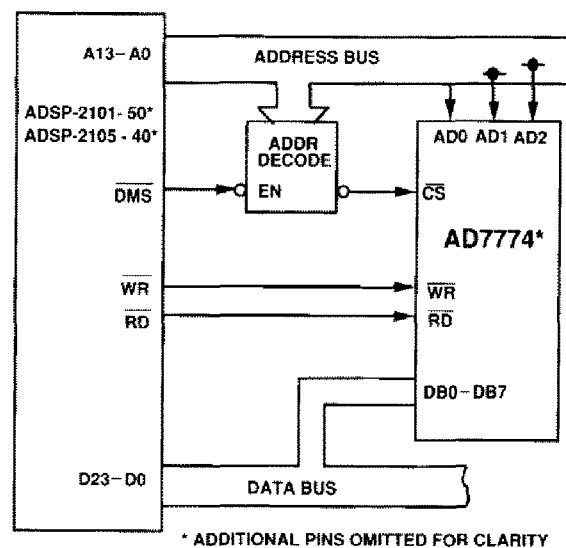 A13–A0
ADDRESS BUS
ADSP-2101-50*
ADSP-2105-40*
ADDR
DECODE
AD0 AD1 AD2
DMS
EN
CS
AD7774*
WR
WR
RD
RD
DB0–DB7
D23–D0
DATA BUS
* ADDITIONAL PINS OMITTED FOR CLARITY